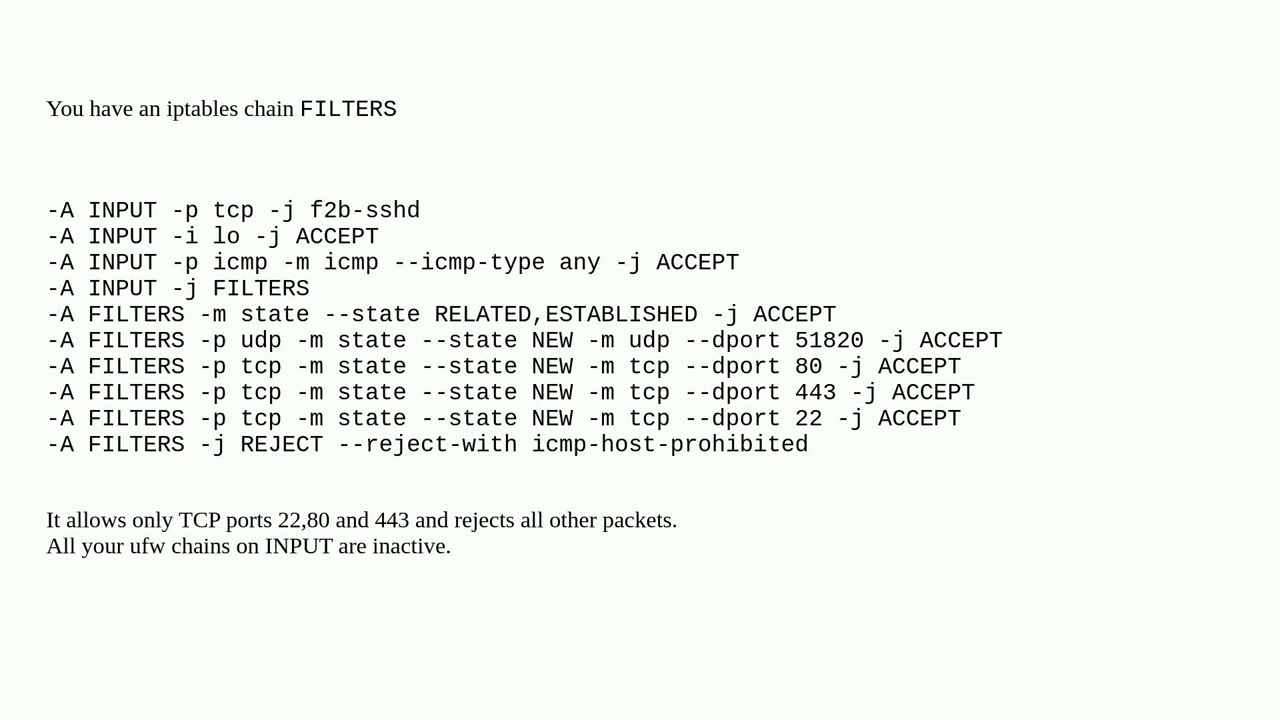 You have an iptables chain FILTERS
-A INPUT -p tcp -j f2b-sshd
-A INPUT -i lo -j ACCEPT
-A INPUT -p icmp -m icmp --icmp-type any -j ACCEPT
-A INPUT -j FILTERS
-A FILTERS -m state --state RELATED,ESTABLISHED -j ACCEPT
-A FILTERS -p udp -m state --state NEW -m udp --dport 51820 -j ACCEPT
-A FILTERS -p tcp -m state --state NEW -m tcp --dport 80 -j ACCEPT
-A FILTERS -p tcp -m state --state NEW -m tcp --dport 443 -j ACCEPT
-A FILTERS -p tcp -m state --state NEW -m tcp --dport 22 -j ACCEPT
-A FILTERS -j REJECT --reject-with icmp-host-prohibited
It allows only TCP ports 22,80 and 443 and rejects all other packets.
All your ufw chains on INPUT are inactive.